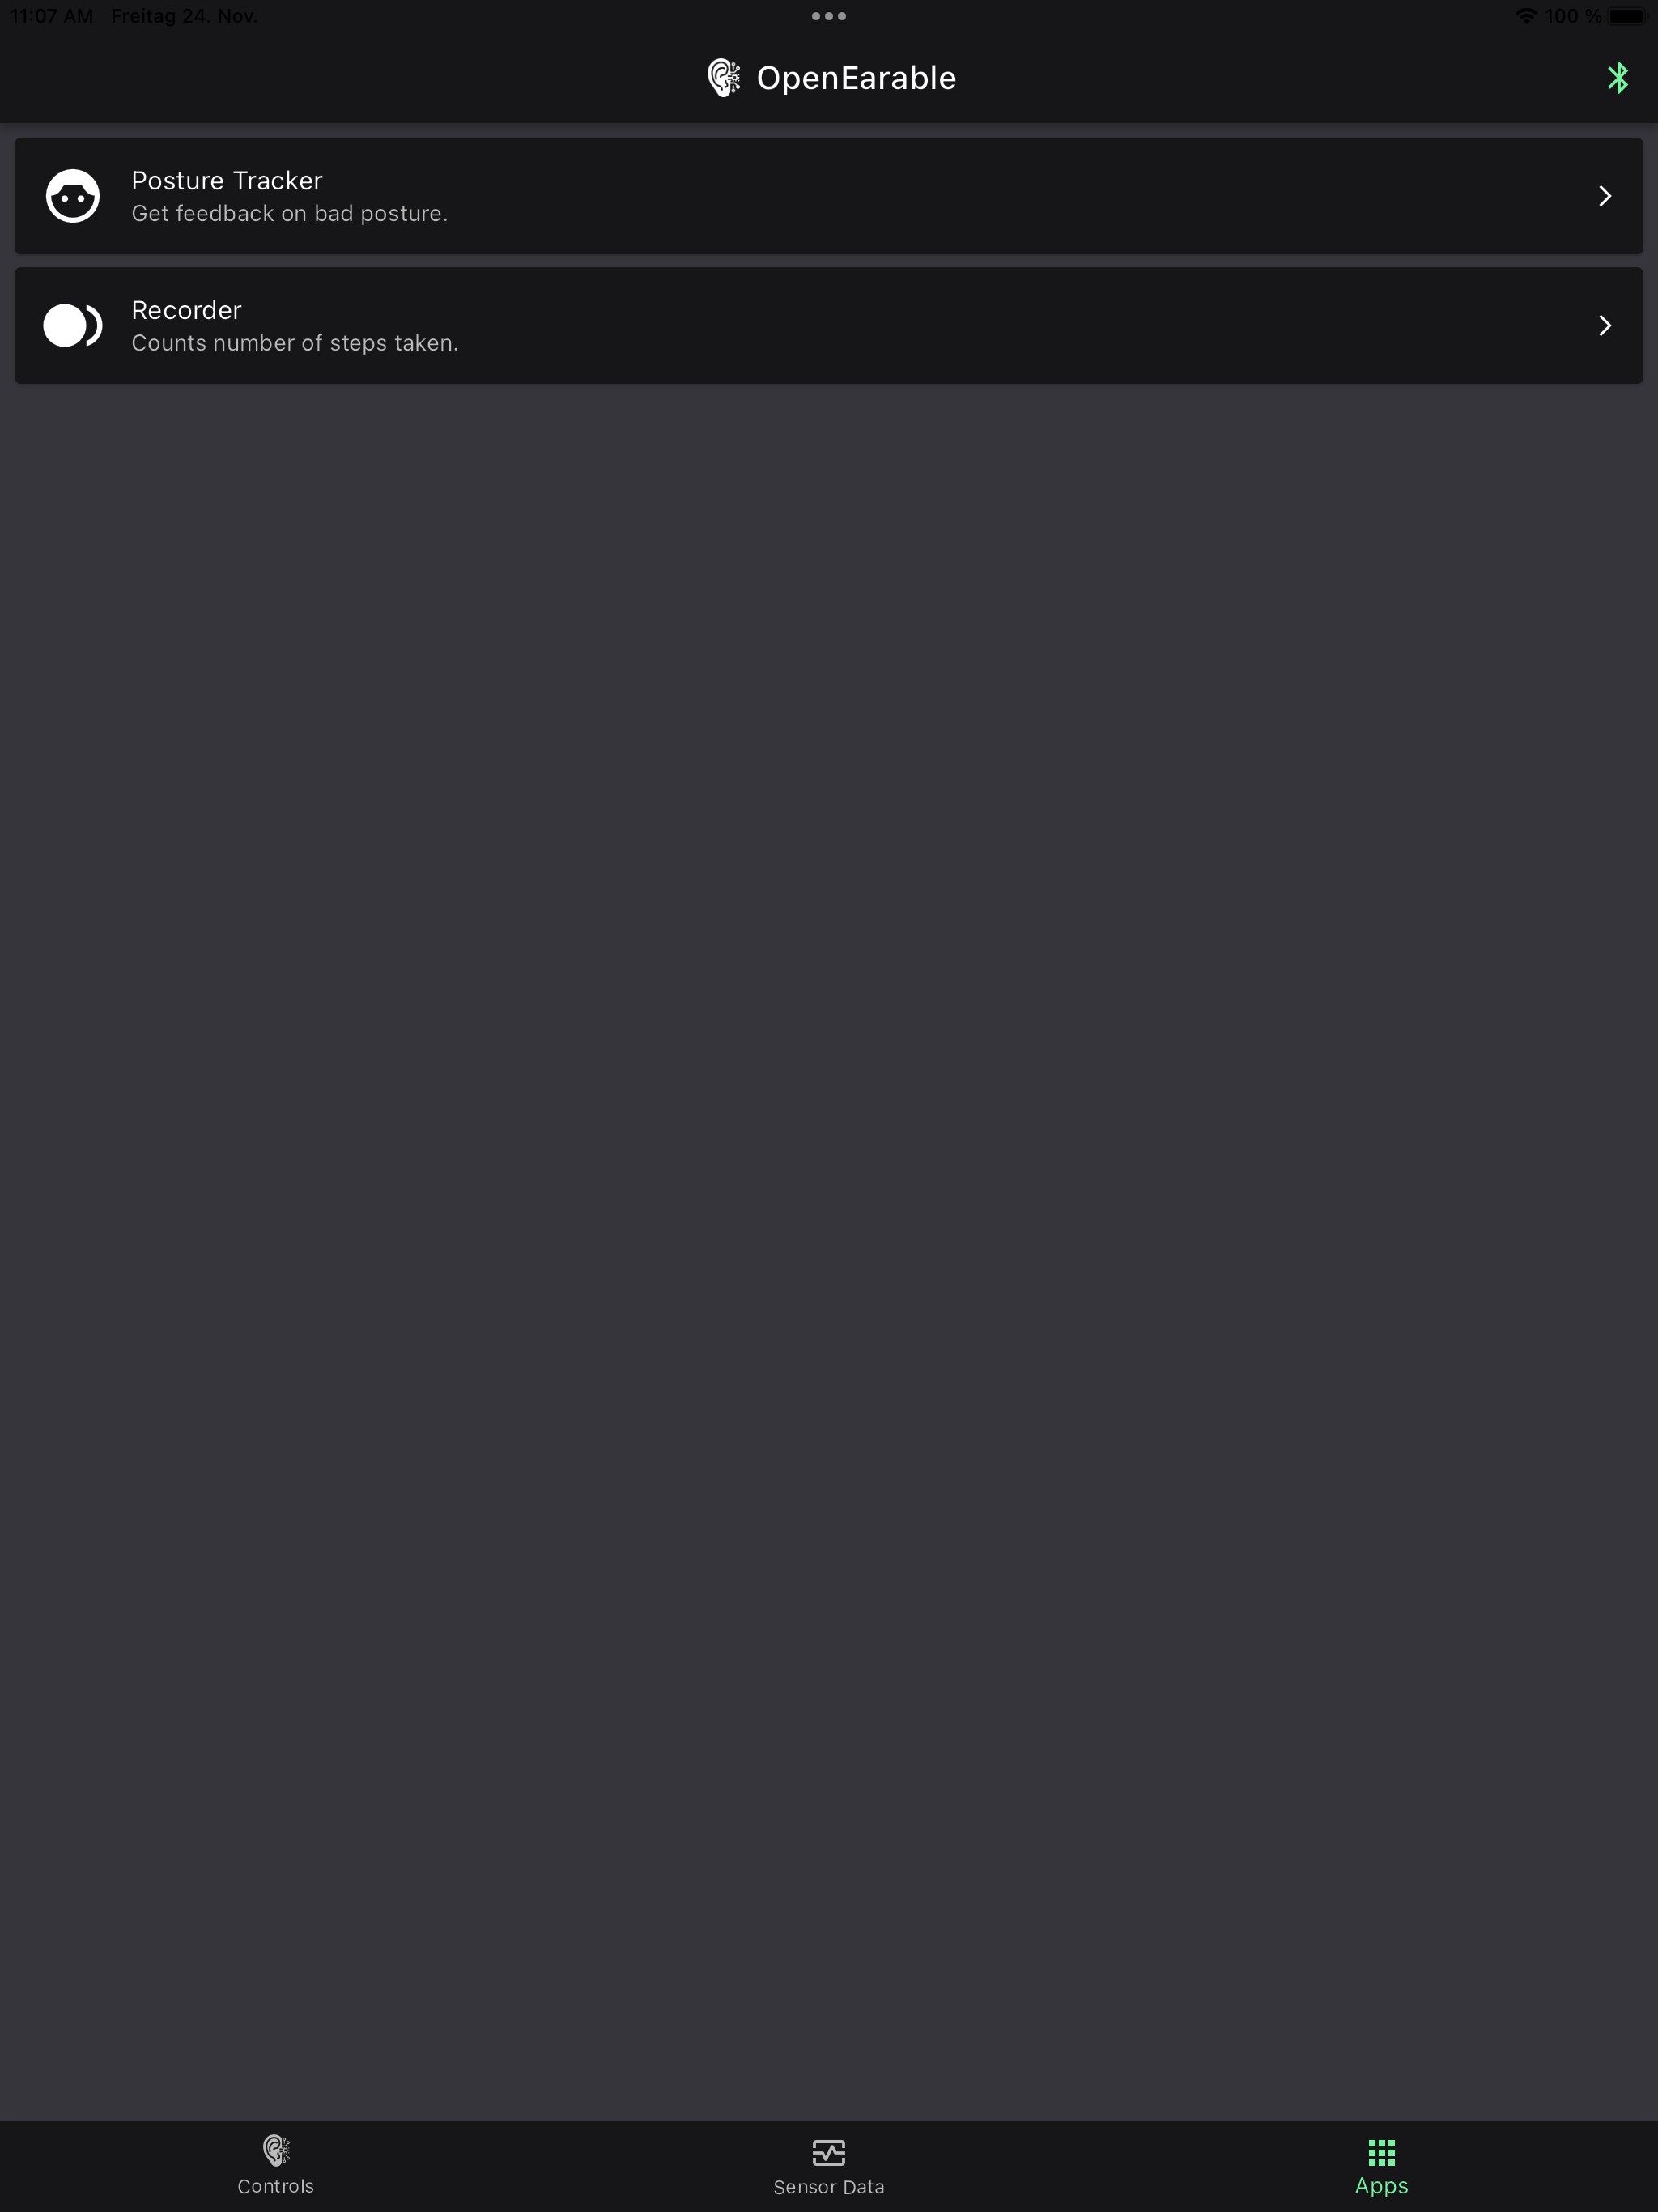 11:07 AM Freitag 24. Nov.
100 %
OpenEarable
Posture Tracker
Get feedback on bad posture.
Recorder
Counts number of steps taken.
Controls
Sensor Data
Apps